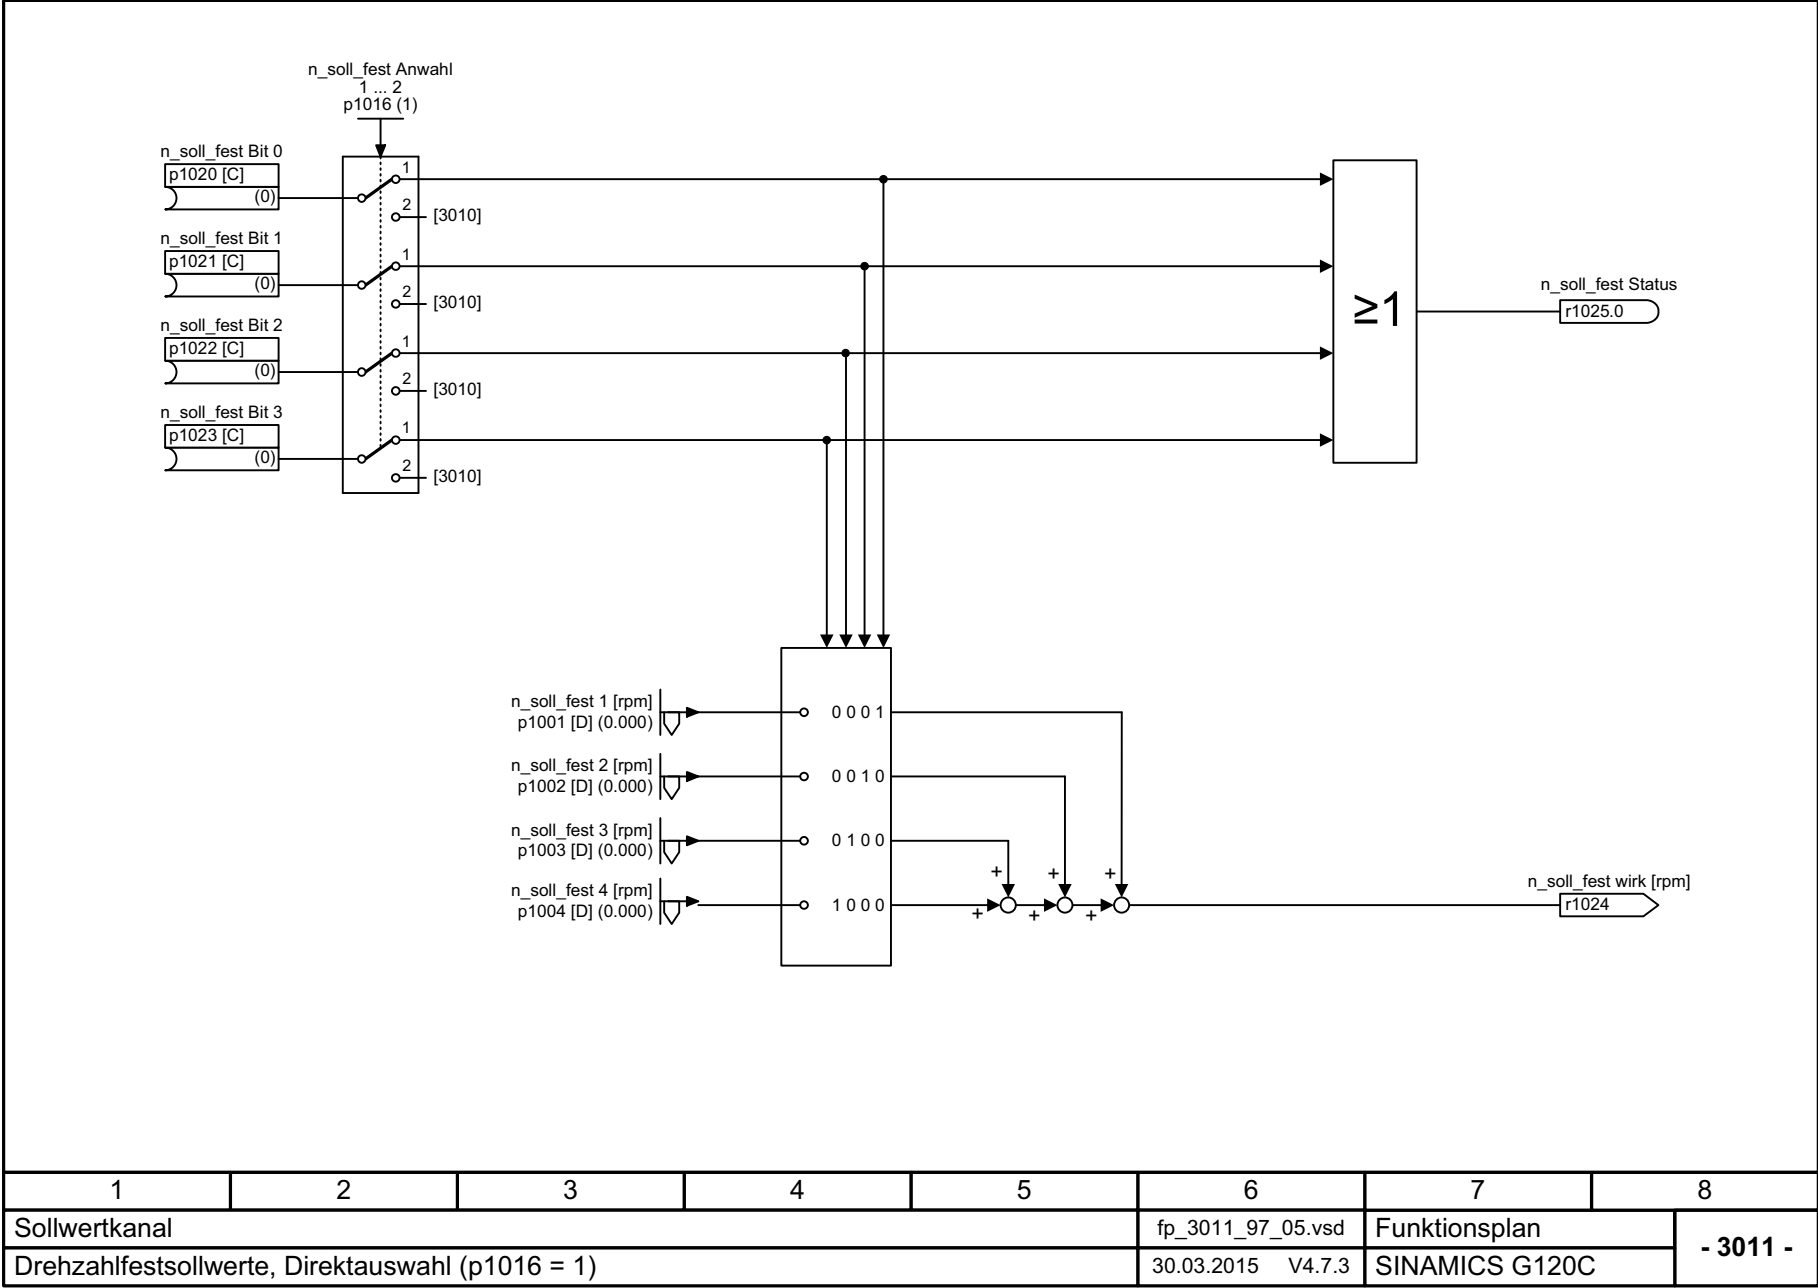 n_soll_fest Anwahl
1 ... 2
p1016 (1)
n_soll_fest Bit 0
p1020 [C]
(0)
1
2
[3010]
n_soll_fest Bit 1
p1021 [C]
(0)
1
2
[3010]
n_soll_fest Bit 2
p1022 [C]
(0)
1
2
[3010]
n_soll_fest Bit 3
p1023 [C]
(0)
1
2
[3010]
≥1
n_soll_fest Status
r1025.0
n_soll_fest 1 [rpm]
p1001 [D] (0.000)
0 0 0 1
n_soll_fest 2 [rpm]
p1002 [D] (0.000)
0 0 1 0
n_soll_fest 3 [rpm]
p1003 [D] (0.000)
0 1 0 0
n_soll_fest 4 [rpm]
p1004 [D] (0.000)
1 0 0 0
+ + +
+ + +
n_soll_fest wirk [rpm]
r1024
1 2 3 4 5 6 7 8
Sollwertkanal
fp_3011_97_05.vsd
Funktionsplan
- 3011 -
Drehzahlfestsollwerte, Direktauswahl (p1016 = 1)
30.03.2015 V4.7.3
SINAMICS G120C